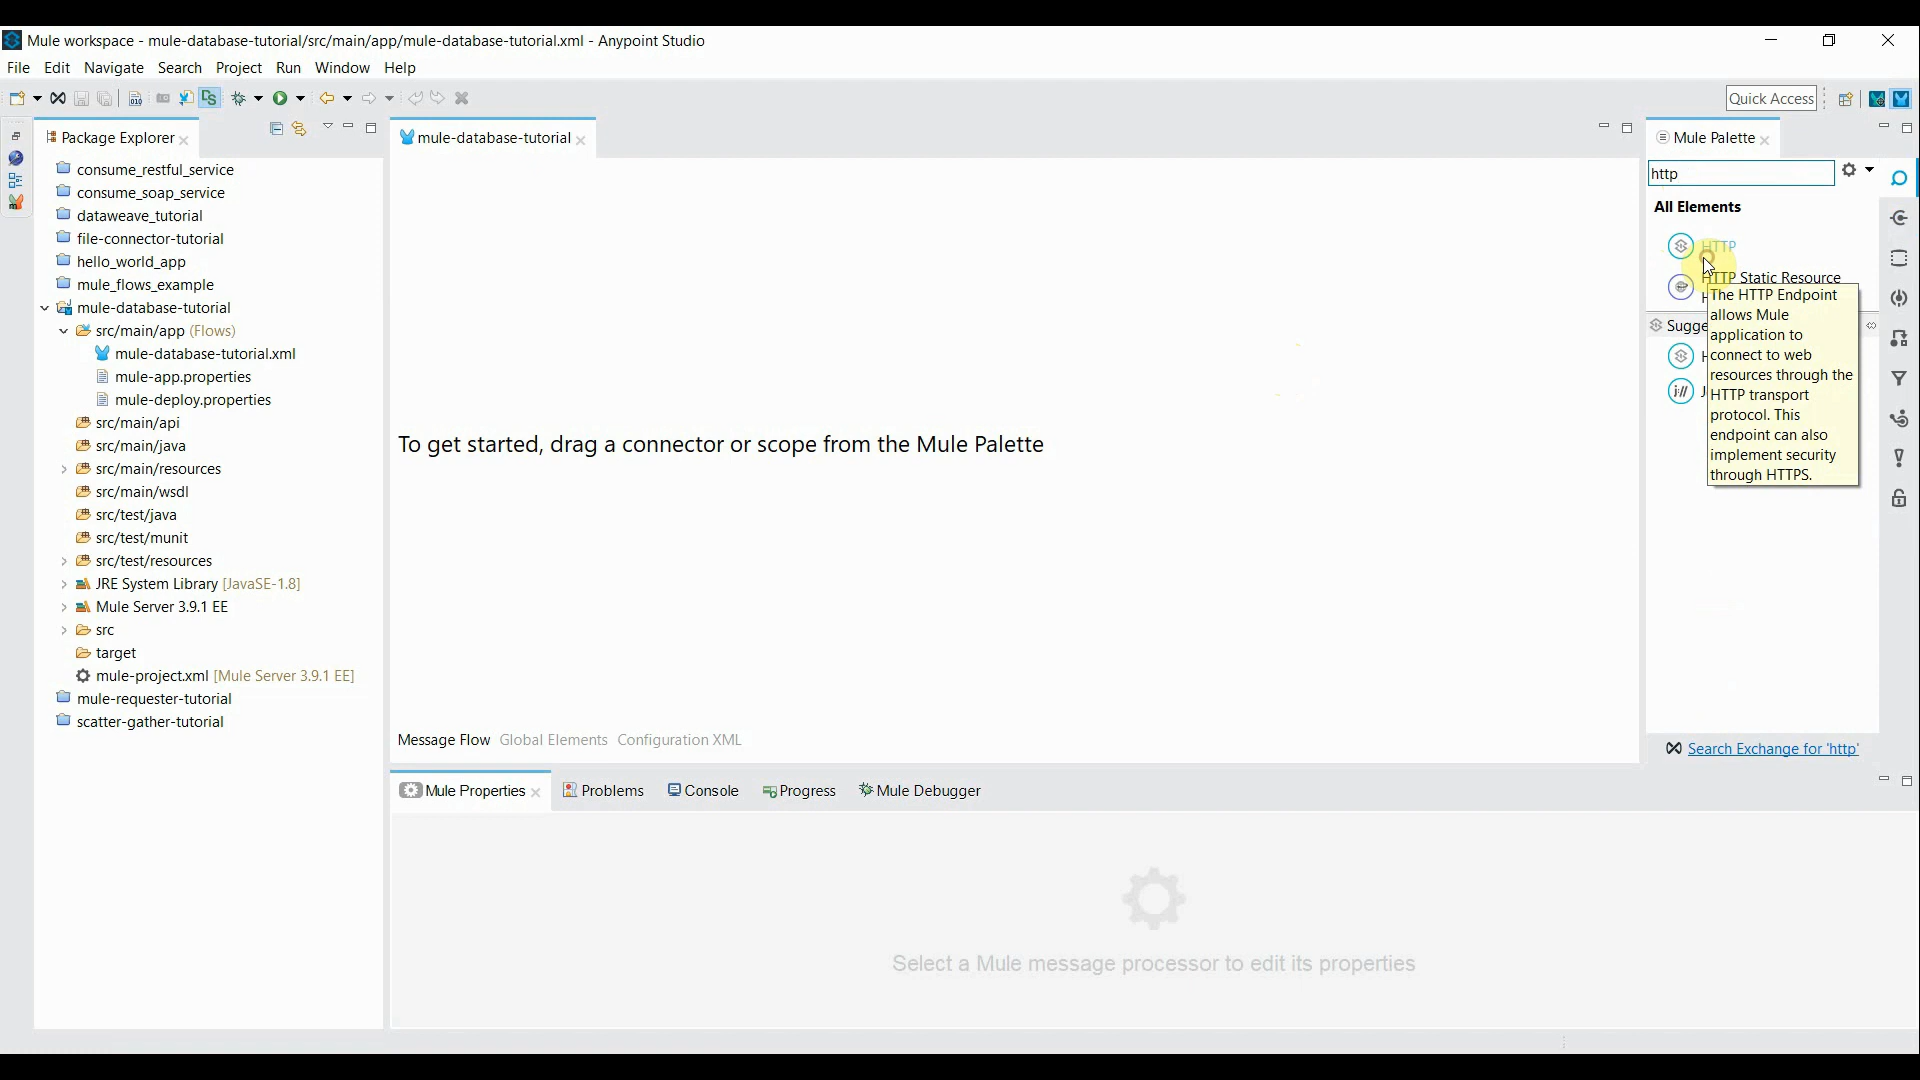 Mule workspace - mule-database-tutorial/src/main/app/mule-database-tutorial.xml - Anypoint Studio
File Edit Navigate Search Project Run Window Help
Quick Access
Package Explorer
consume_restful_service
consume_soap_service
dataweave_tutorial
file-connector-tutorial
hello_world_app
mule_flows_example
mule-database-tutorial
src/main/app (Flows)
mule-database-tutorial.xml
mule-app.properties
mule-deploy.properties
src/main/api
src/main/java
src/main/resources
src/main/wsdl
src/test/java
src/test/munit
src/test/resources
JRE System Library [JavaSE-1.8]
Mule Server 3.9.1 EE
src
target
mule-project.xml [Mule Server 3.9.1 EE]
mule-requester-tutorial
scatter-gather-tutorial
mule-database-tutorial
To get started, drag a connector or scope from the Mule Palette
Message Flow Global Elements Configuration XML
Mule Palette
http
All Elements
HTTP
HTTP Static Resource
The HTTP Endpoint
allows Mule
application to
connect to web
resources through the
HTTP transport
protocol. This
endpoint can also
implement security
through HTTPS.
Search Exchange for 'http'
Mule Properties Problems Console Progress Mule Debugger
Select a Mule message processor to edit its properties